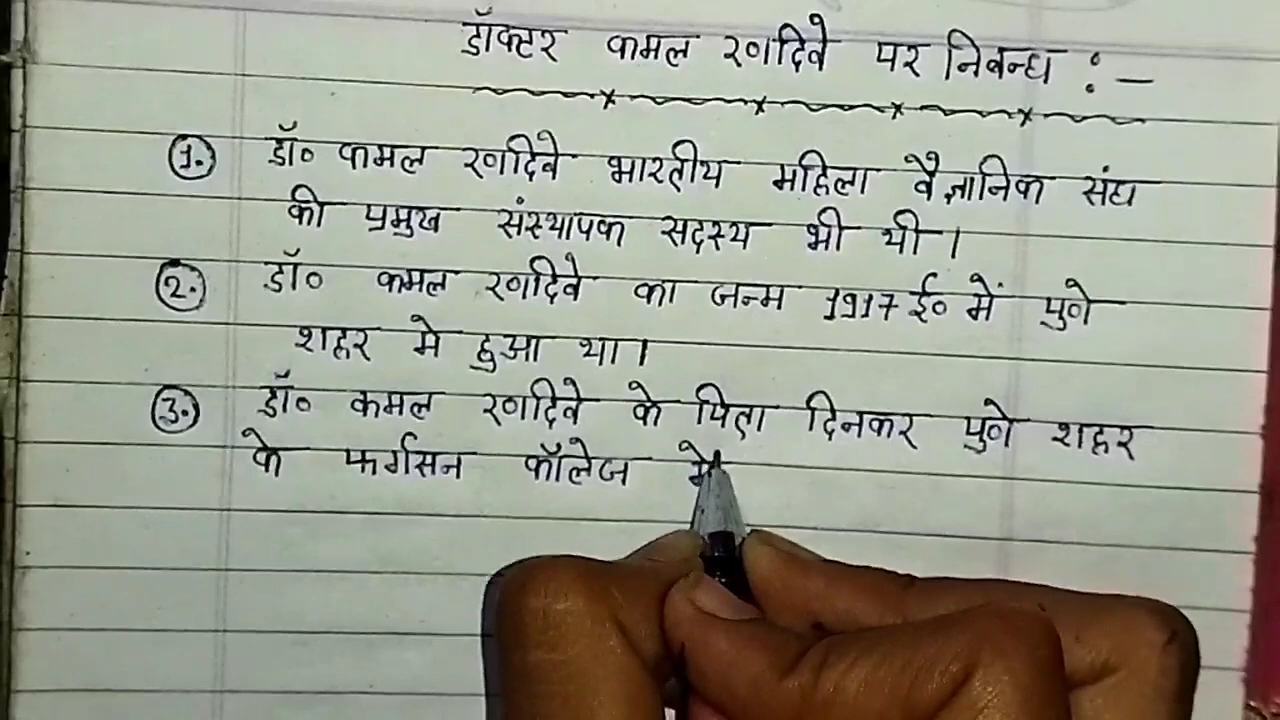 डॉक्टर कमल रणदिवे पर निबन्ध :-
1. डॉ० कमल रणदिवे भारतीय महिला वैज्ञानिक संघ
की प्रमुख संस्थापक सदस्य भी थी।
2. डॉ० कमल रणदिवे का जन्म 1917 ई० में पुणे
शहर मे हुआ था।
3. डॉ० कमल रणदिवे के पिता दिनकर पुणे शहर
के फर्गसन कॉलेज मे